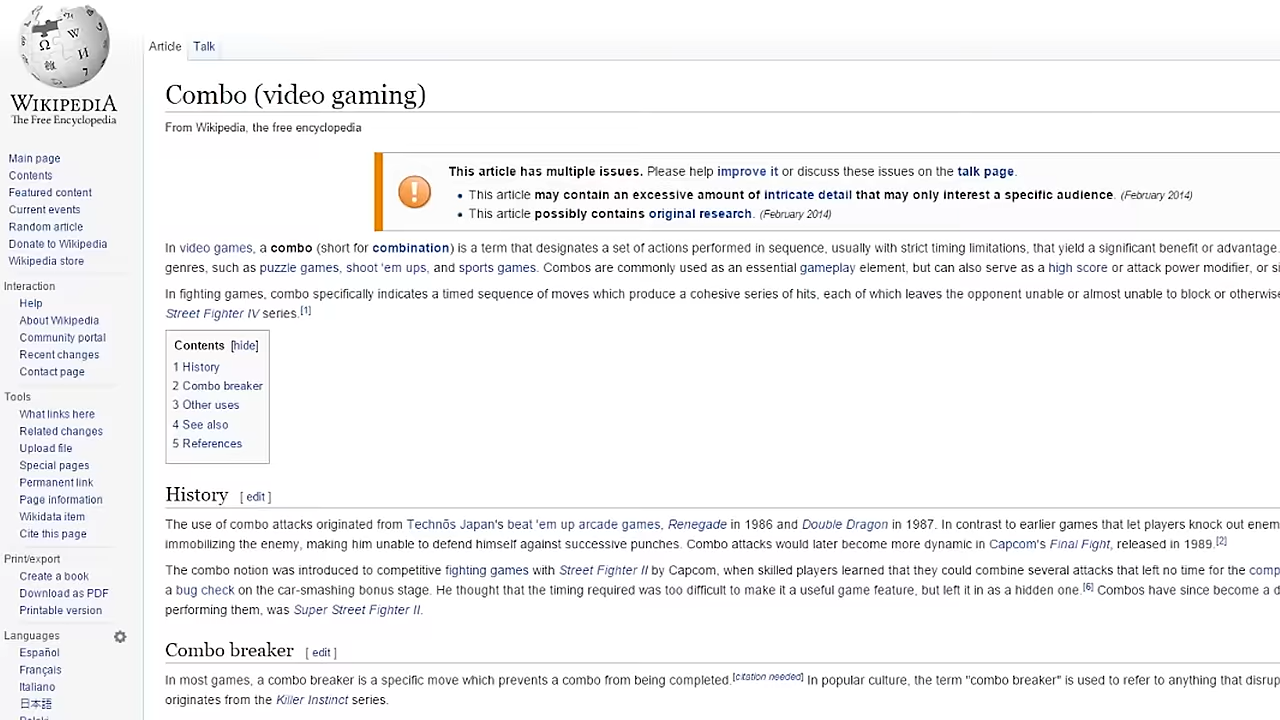 WIKIPEDIA
The Free Encyclopedia
Main page
Contents
Featured content
Current events
Random article
Donate to Wikipedia
Wikipedia store
Interaction
Help
About Wikipedia
Community portal
Recent changes
Contact page
Tools
What links here
Related changes
Upload file
Special pages
Permanent link
Page information
Wikidata item
Cite this page
Print/export
Create a book
Download as PDF
Printable version
Languages
Español
Français
Italiano
日本語
Article Talk
Combo (video gaming)
From Wikipedia, the free encyclopedia
This article has multiple issues. Please help improve it or discuss these issues on the talk page.
• This article may contain an excessive amount of intricate detail that may only interest a specific audience. (February 2014)
• This article possibly contains original research. (February 2014)
In video games, a combo (short for combination) is a term that designates a set of actions performed in sequence, usually with strict timing limitations, that yield a significant benefit or advantage.
genres, such as puzzle games, shoot 'em ups, and sports games. Combos are commonly used as an essential gameplay element, but can also serve as a high score or attack power modifier, or si
In fighting games, combo specifically indicates a timed sequence of moves which produce a cohesive series of hits, each of which leaves the opponent unable or almost unable to block or otherwise
Street Fighter IV series.[1]
Contents [hide]
1 History
2 Combo breaker
3 Other uses
4 See also
5 References
History [ edit ]
The use of combo attacks originated from Technōs Japan's beat 'em up arcade games, Renegade in 1986 and Double Dragon in 1987. In contrast to earlier games that let players knock out enem
immobilizing the enemy, making him unable to defend himself against successive punches. Combo attacks would later become more dynamic in Capcom's Final Fight, released in 1989.[2]
The combo notion was introduced to competitive fighting games with Street Fighter II by Capcom, when skilled players learned that they could combine several attacks that left no time for the comp
a bug check on the car-smashing bonus stage. He thought that the timing required was too difficult to make it a useful game feature, but left it in as a hidden one.[6] Combos have since become a d
performing them, was Super Street Fighter II.
Combo breaker [ edit ]
In most games, a combo breaker is a specific move which prevents a combo from being completed.[citation needed] In popular culture, the term "combo breaker" is used to refer to anything that disrup
originates from the Killer Instinct series.